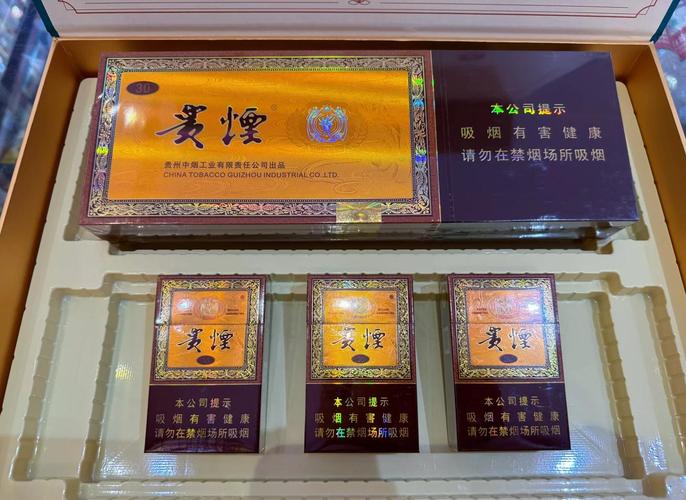 30
贵煙
®
贵州中烟工业有限责任公司出品
CHINA TOBACCO GUIZHOU INDUSTRIAL CO.,LTD.
本公司提示
吸烟有害健康
请勿在禁烟场所吸烟
贵煙
本公司提示
吸烟有害健康
请勿在禁烟场所吸烟
贵煙
本公司提示
吸烟有害健康
请勿在禁烟场所吸烟
贵煙
本公司提示
吸烟有害健康
请勿在禁烟场所吸烟